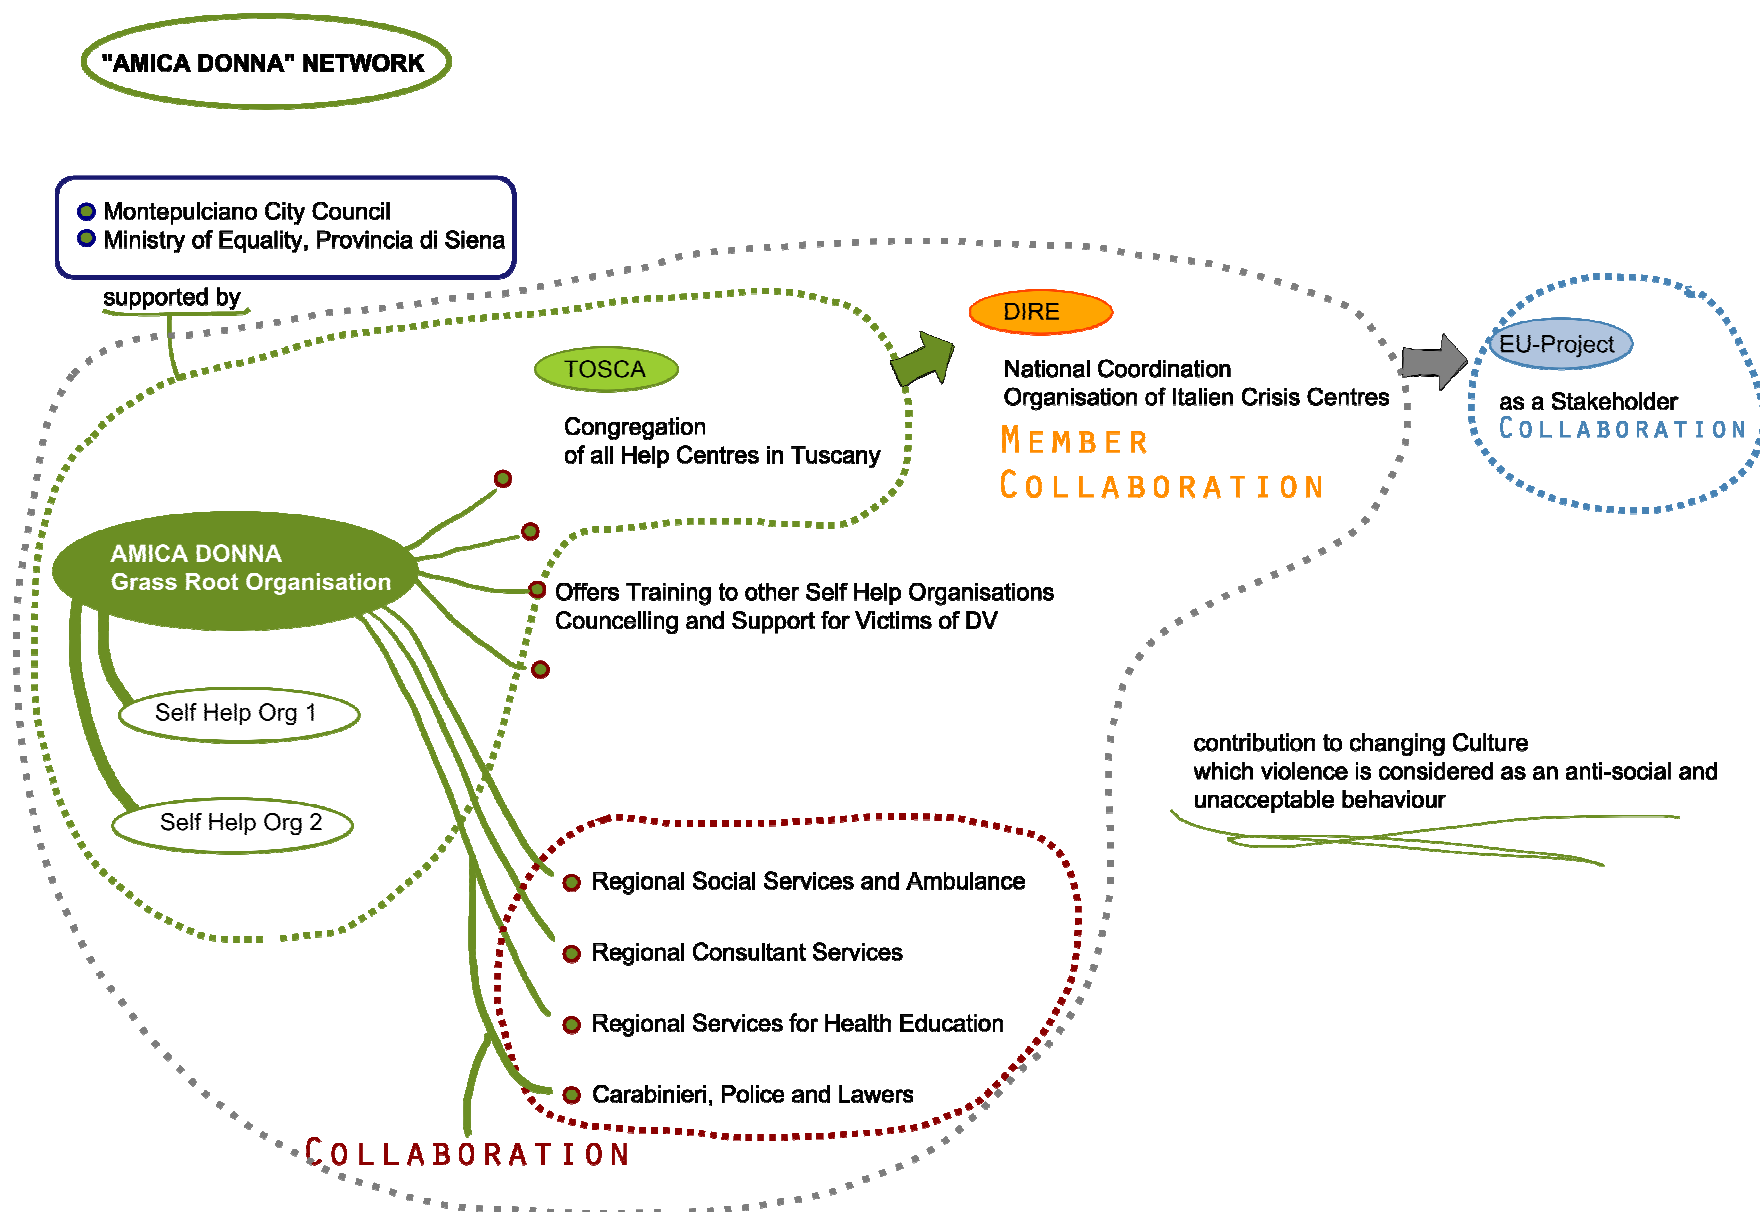 "AMICA DONNA" NETWORK
Montepulciano City Council
Ministry of Equality, Provincia di Siena
supported by
TOSCA
Congregation
of all Help Centres in Tuscany
DIRE
National Coordination
Organisation of Italien Crisis Centres
MEMBER
COLLABORATION
EU-Project
as a Stakeholder
COLLABORATION
AMICA DONNA
Grass Root Organisation
Offers Training to other Self Help Organisations
Councelling and Support for Victims of DV
Self Help Org 1
Self Help Org 2
contribution to changing Culture
which violence is considered as an anti-social and
unacceptable behaviour
Regional Social Services and Ambulance
Regional Consultant Services
Regional Services for Health Education
Carabinieri, Police and Lawers
COLLABORATION